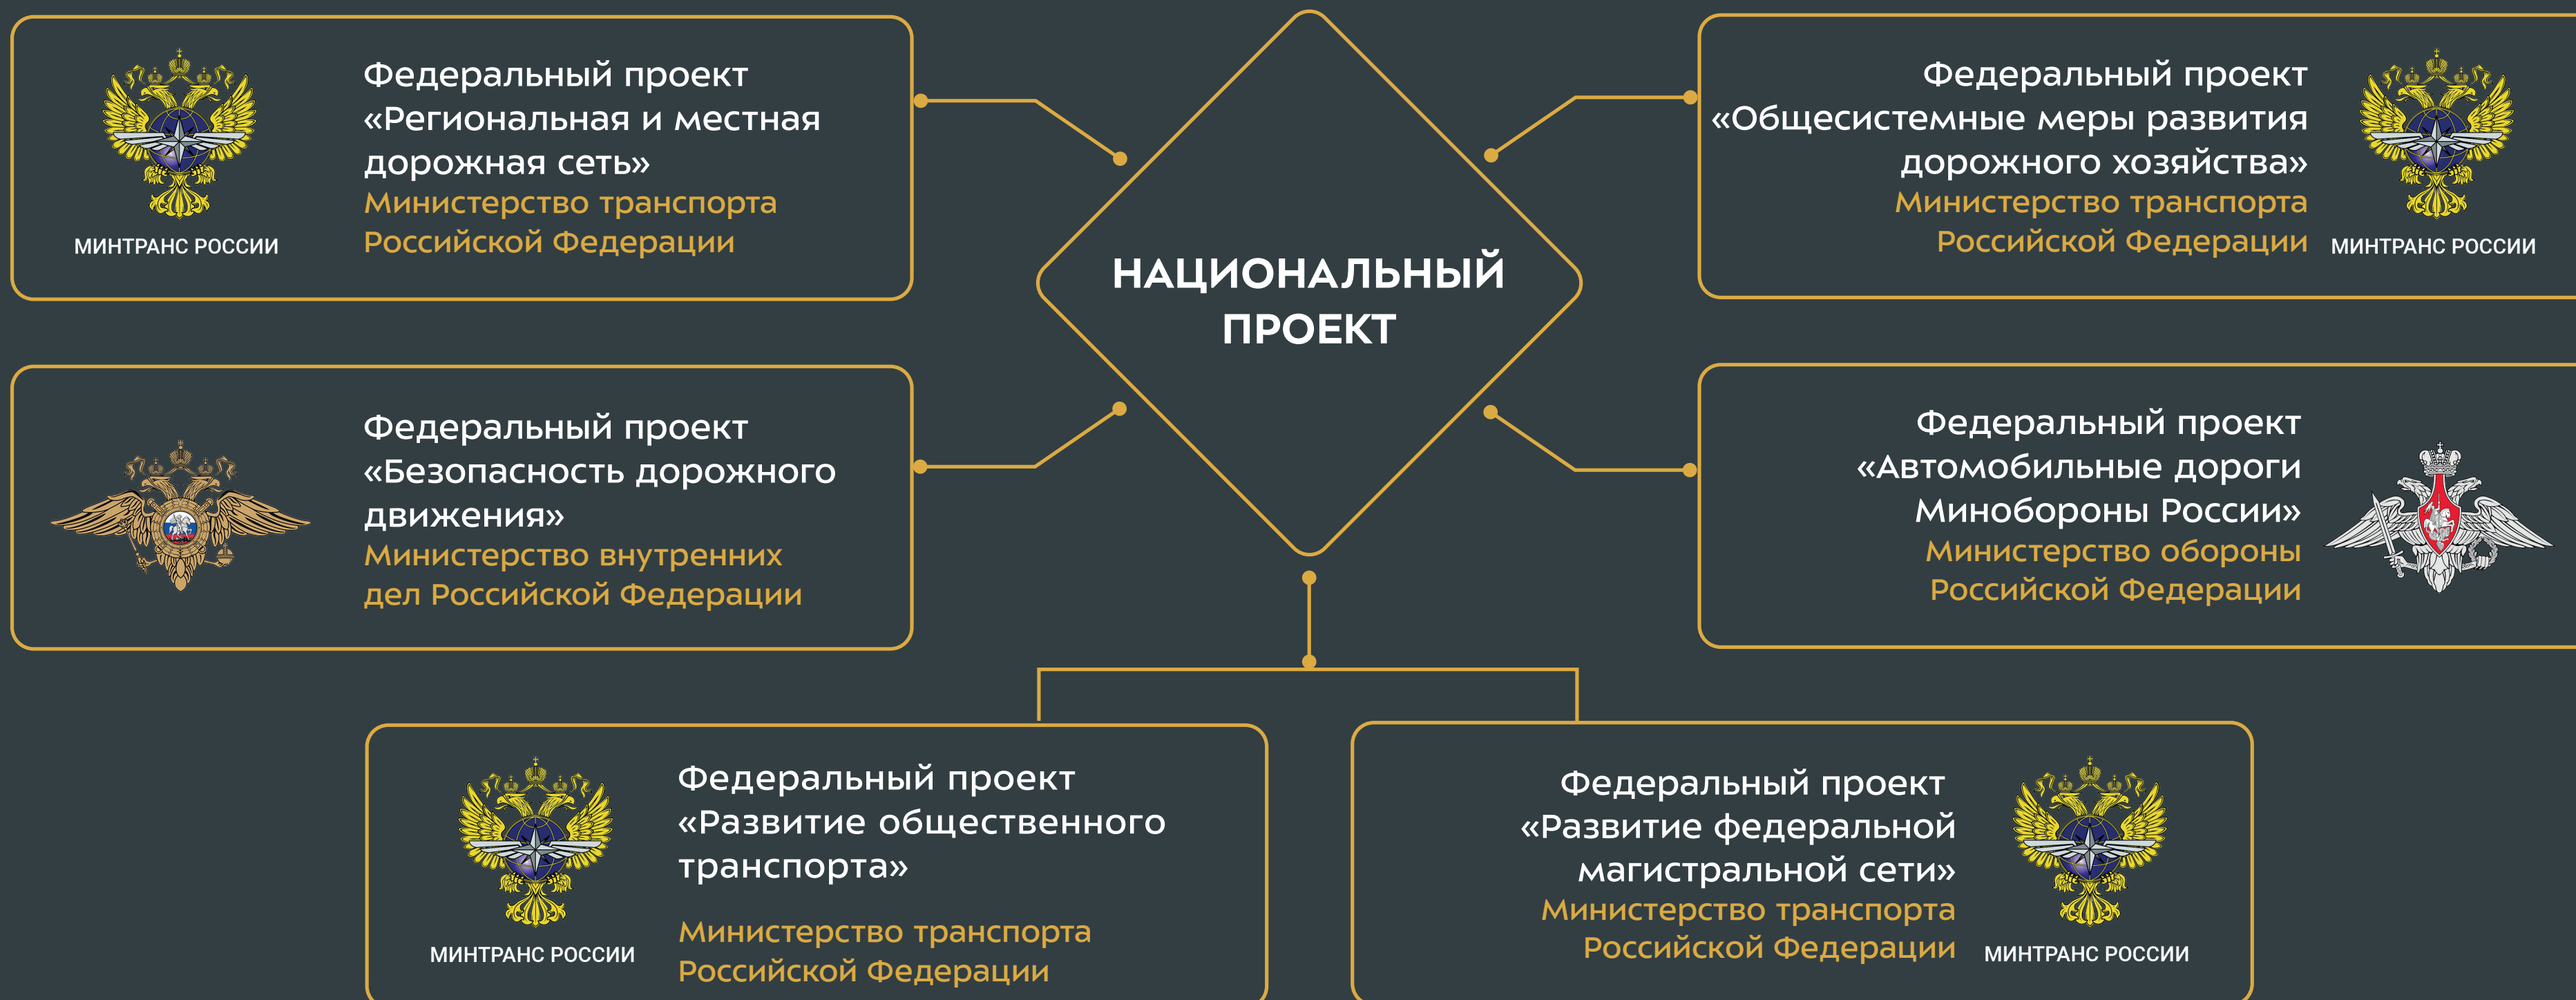 Федеральный проект
«Региональная и местная
дорожная сеть»
Министерство транспорта
Российской Федерации
МИНТРАНС РОССИИ
НАЦИОНАЛЬНЫЙ
ПРОЕКТ
Федеральный проект
«Общесистемные меры развития
дорожного хозяйства»
Министерство транспорта
Российской Федерации
МИНТРАНС РОССИИ
Федеральный проект
«Безопасность дорожного
движения»
Министерство внутренних
дел Российской Федерации
Федеральный проект
«Автомобильные дороги
Минобороны России»
Министерство обороны
Российской Федерации
Федеральный проект
«Развитие общественного
транспорта»
Министерство транспорта
Российской Федерации
МИНТРАНС РОССИИ
Федеральный проект
«Развитие федеральной
магистральной сети»
Министерство транспорта
Российской Федерации
МИНТРАНС РОССИИ